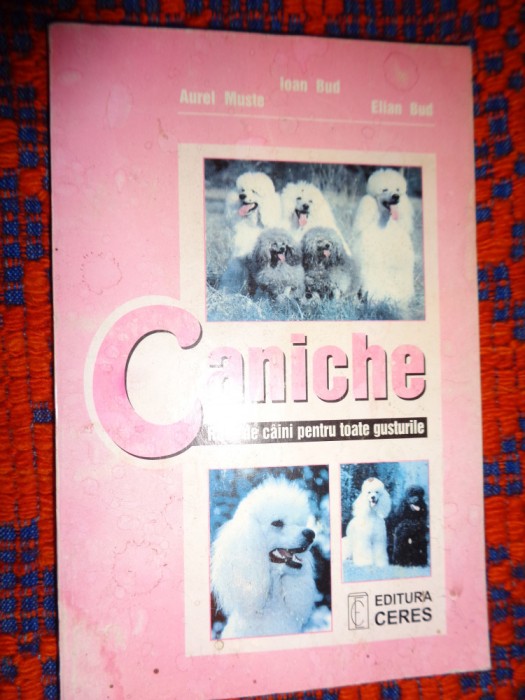 Ioan Bud
Aurel Muste
Elian Bud
Caniche
câini pentru toate gusturile
EDITURA
CERES